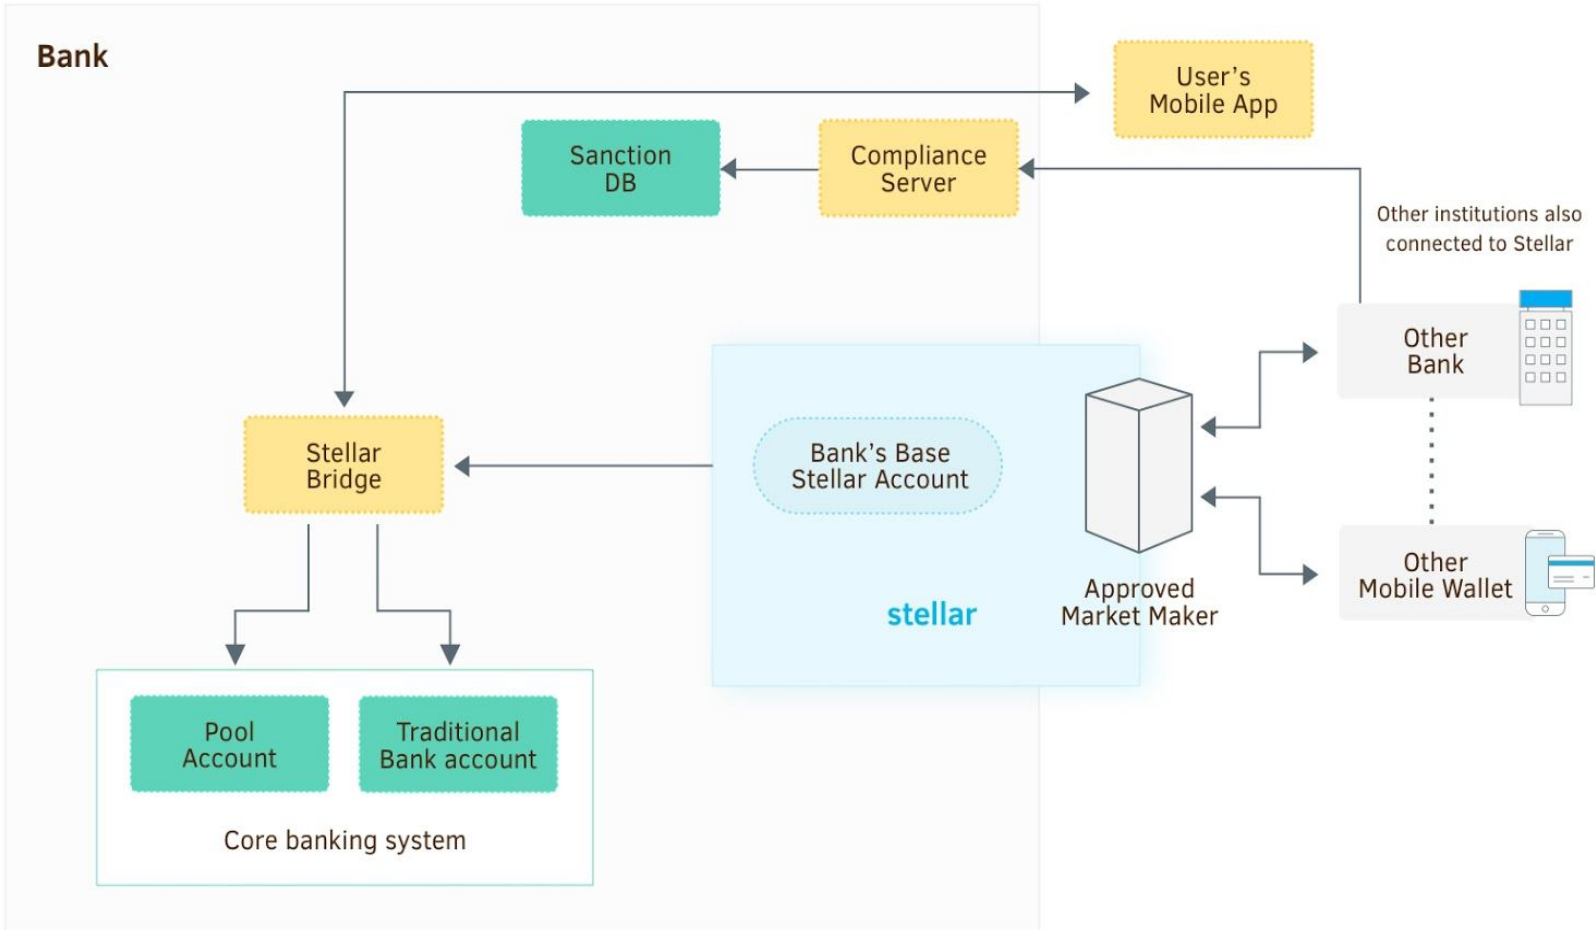 Bank
User’s
Mobile App
Sanction
DB
Compliance
Server
Other institutions also
connected to Stellar
Other
Bank
Stellar
Bridge
Bank’s Base
Stellar Account
stellar
Approved
Market Maker
Other
Mobile Wallet
Pool
Account
Traditional
Bank account
Core banking system